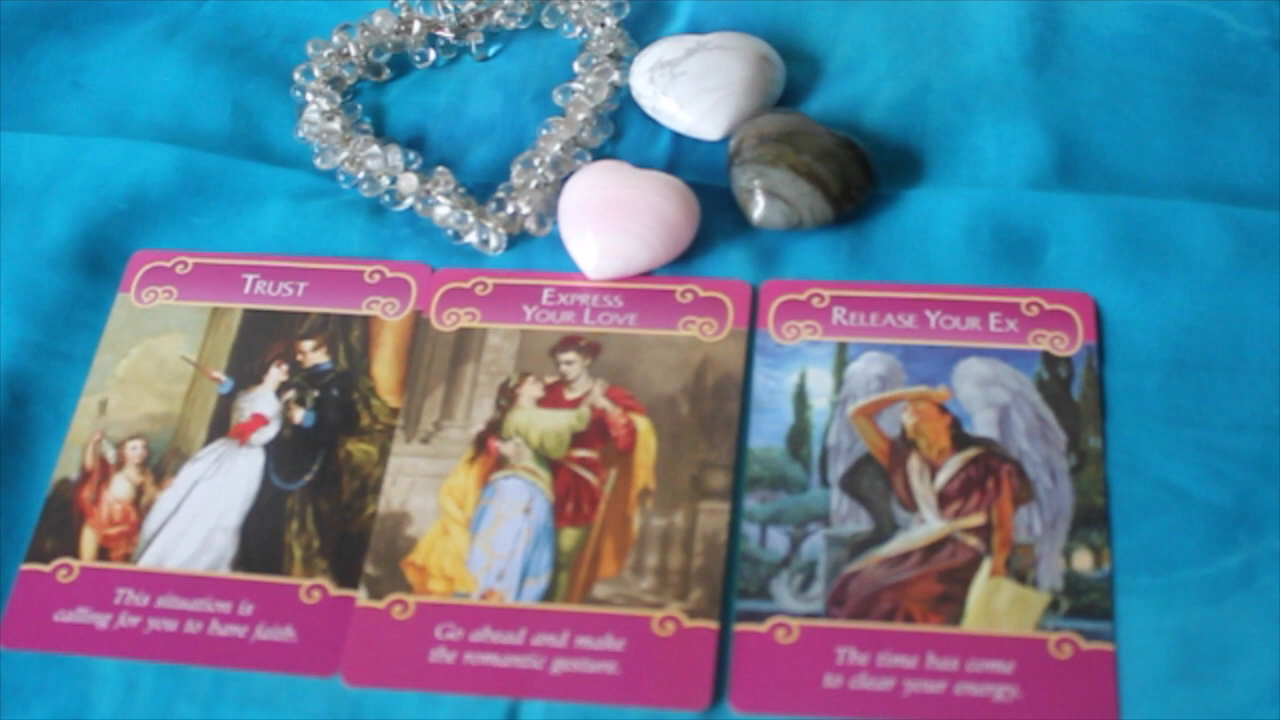 TRUST
This situation is
calling for you to have faith.
EXPRESS
YOUR LOVE
Go ahead and make
the romantic gesture.
RELEASE YOUR EX
The time has come
to clear your energy.